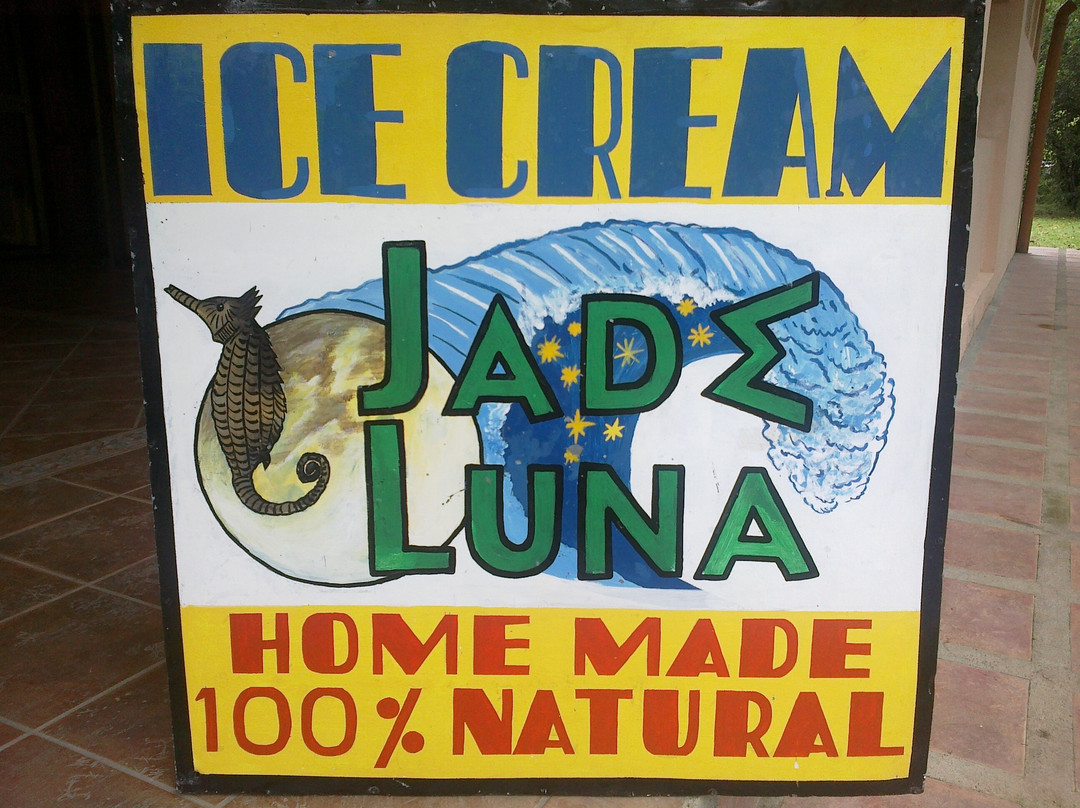 ICE CREAM
JADE
LUNA
HOME MADE
100% NATURAL